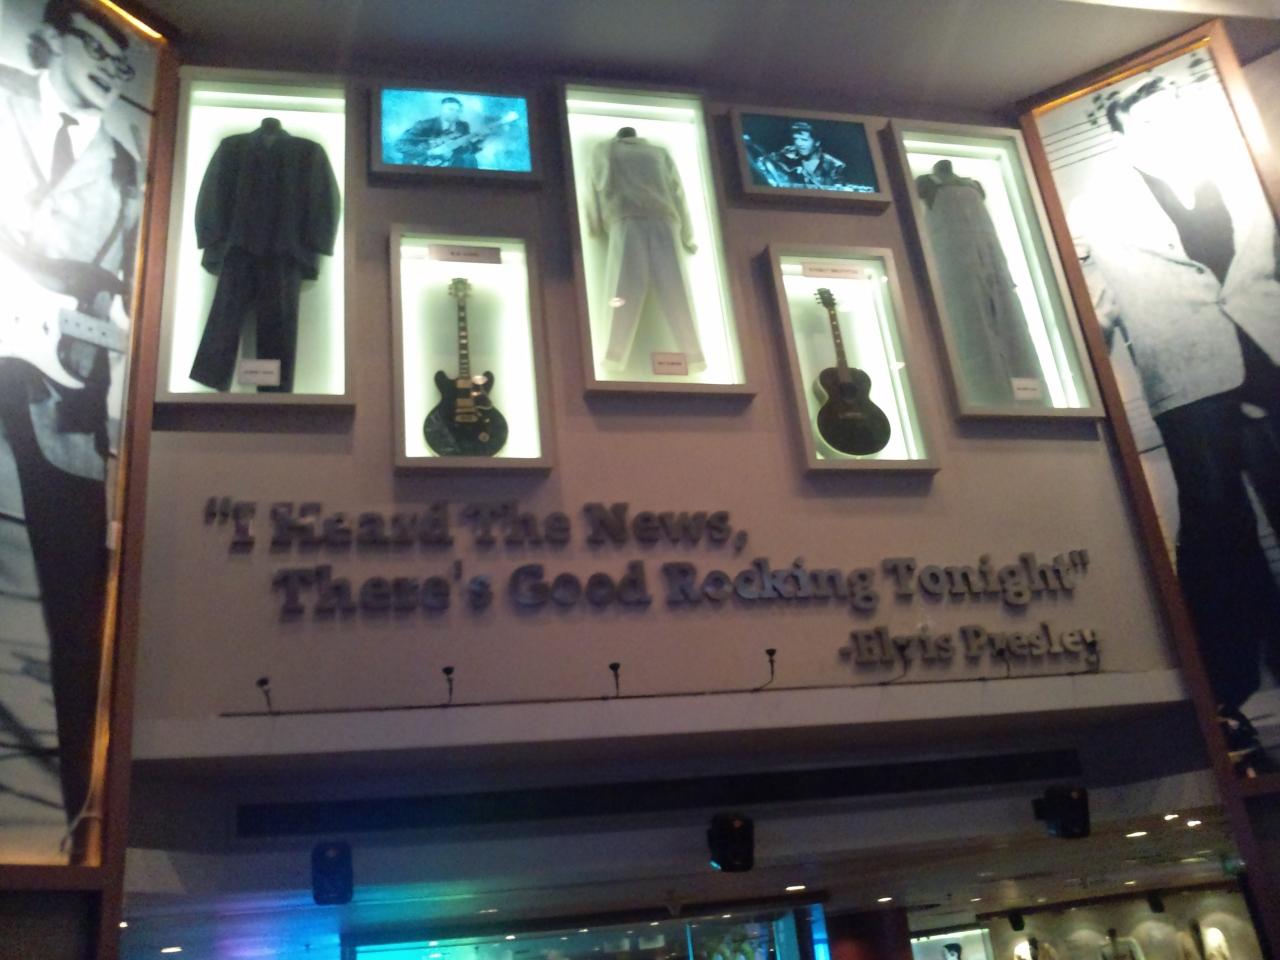 "I Heard The News,
There's Good Rocking Tonight"
-Elvis Presley